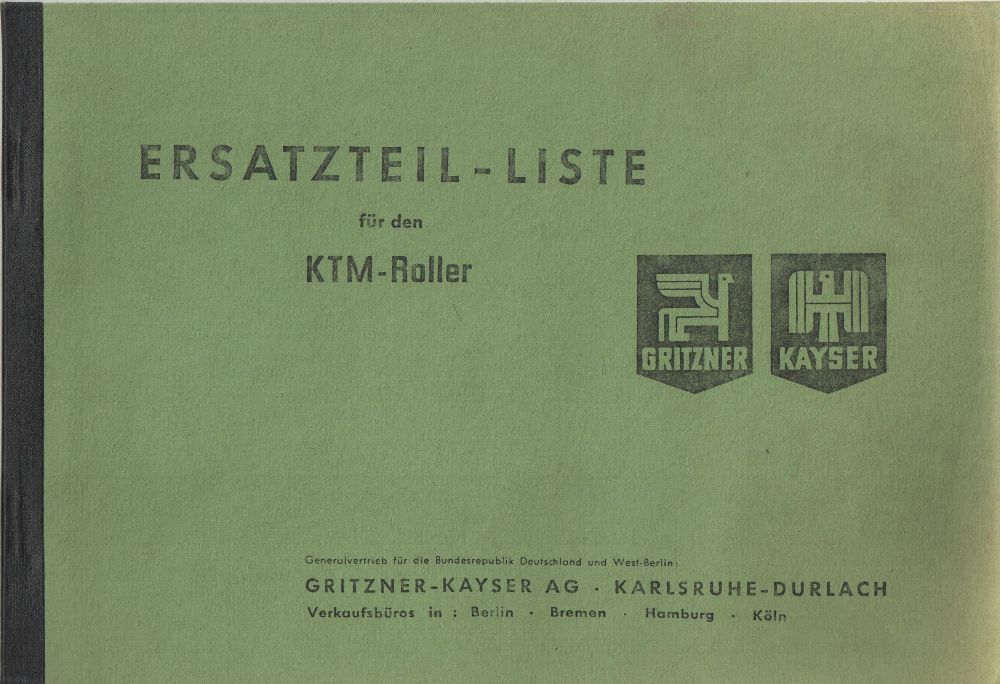 ERSATZTEIL-LISTE
für den
KTM-Roller
GRITZNER
KAYSER
Generalvertrieb für die Bundesrepublik Deutschland und West-Berlin:
GRITZNER-KAYSER AG · KARLSRUHE-DURLACH
Verkaufsbüros in : Berlin · Bremen · Hamburg · Köln